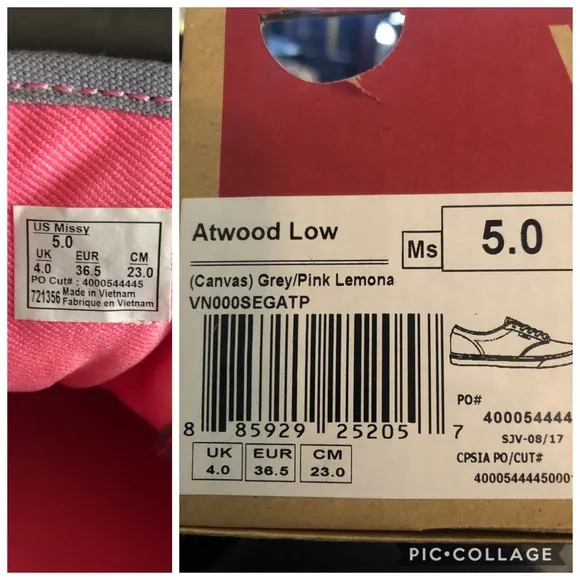 US Missy
5.0
UK EUR CM
4.0 36.5 23.0
PO Cut# : 4000544445
721356 Made in Vietnam
Fabrique en Vietnam
Atwood Low
Ms 5.0
(Canvas) Grey/Pink Lemona
VN000SEGATP
8 85929 25205 7
UK EUR CM
4.0 36.5 23.0
PO#
400054444
SJV-08/17
CPSIA PO/CUT#
4000544445000
PIC•COLLAGE